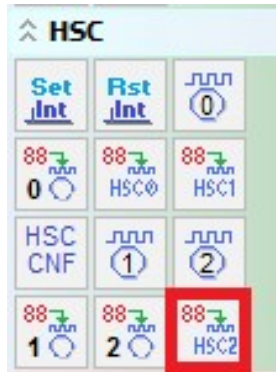 HSC
Set Int Rst Int 0
88 0 88 HSC0 88 HSC1
HSC CNF 1 2
88 1 88 2 88 HSC2